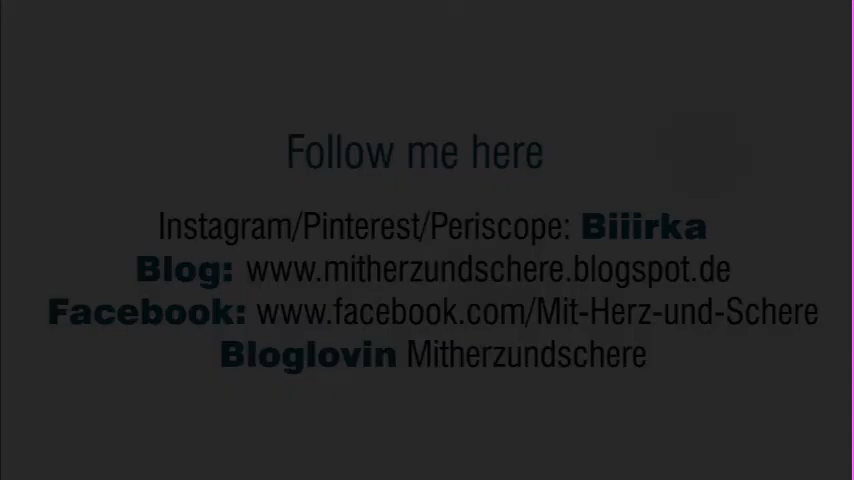 Follow me here
Instagram/Pinterest/Periscope: Biiirka
Blog: www.mitherzundschere.blogspot.de
Facebook: www.facebook.com/Mit-Herz-und-Schere
Bloglovin Mitherzundschere